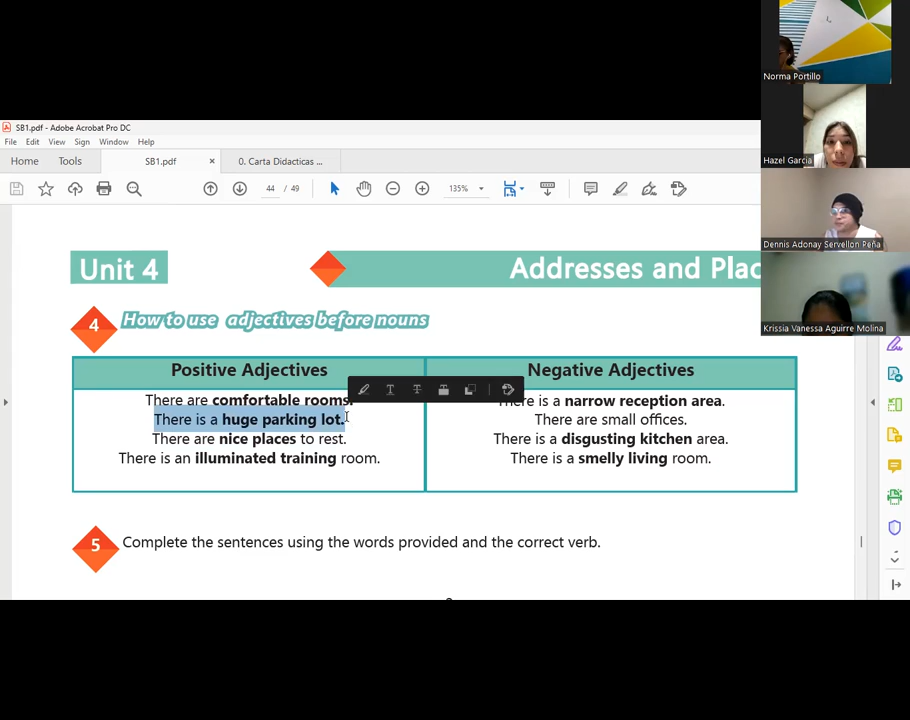 Norma Portillo
SB1.pdf - Adobe Acrobat Pro DC
File Edit View Sign Window Help
Home Tools SB1.pdf × 0. Carta Didacticas ...
44 / 49 135%
Hazel Garcia
Dennis Adonay Servellon Peña
Krissia Vanessa Aguirre Molina
Unit 4
Addresses and Plac
4 How to use adjectives before nouns
Positive Adjectives
There are comfortable rooms.
There is a huge parking lot.
There are nice places to rest.
There is an illuminated training room.
Negative Adjectives
There is a narrow reception area.
There are small offices.
There is a disgusting kitchen area.
There is a smelly living room.
5 Complete the sentences using the words provided and the correct verb.